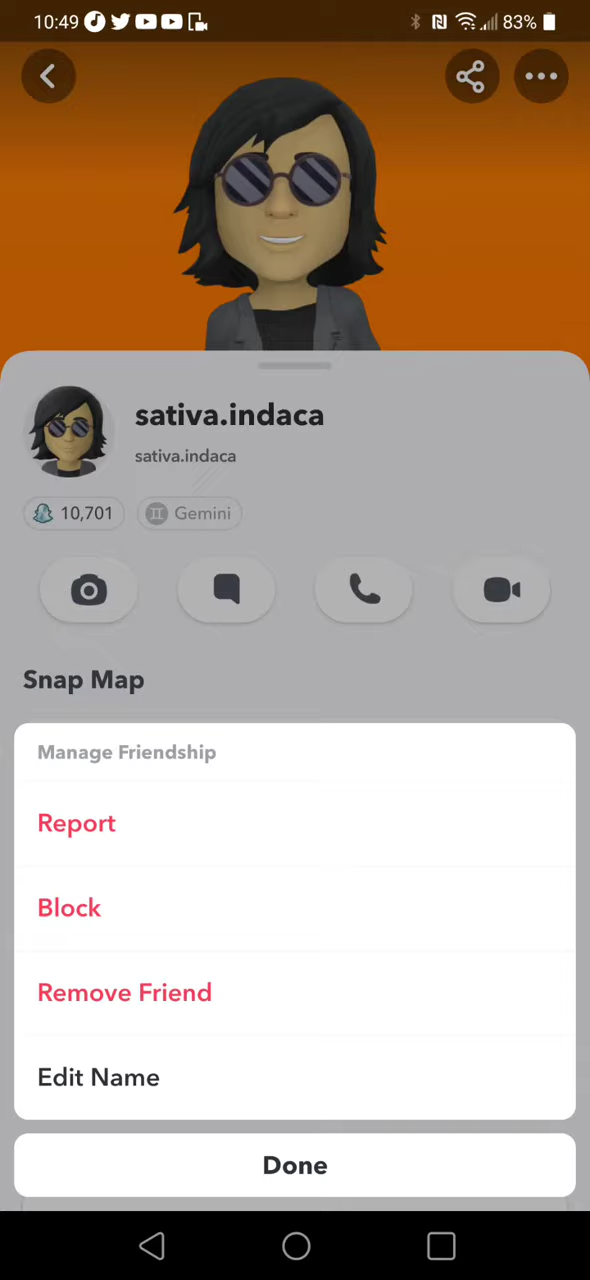 10:49 83%
sativa.indaca
sativa.indaca
10,701 Gemini
Snap Map
Manage Friendship
Report
Block
Remove Friend
Edit Name
Done